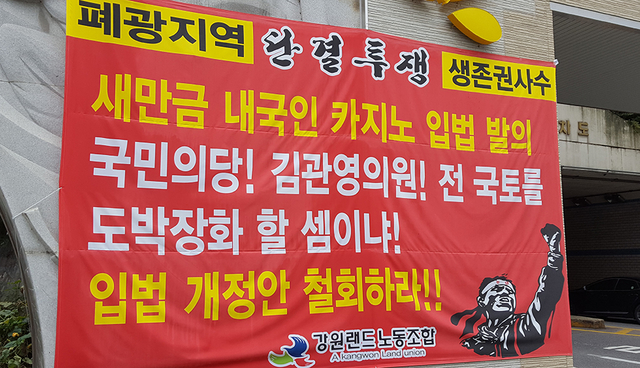 폐광지역 단결투쟁 생존권사수
새만금 내국인 카지노 입법 발의
국민의당! 김관영의원! 전 국토를
도박장화 할 셈이냐!
입법 개정안 철회하라!!
강원랜드노동조합
A kangwon Land union
지도